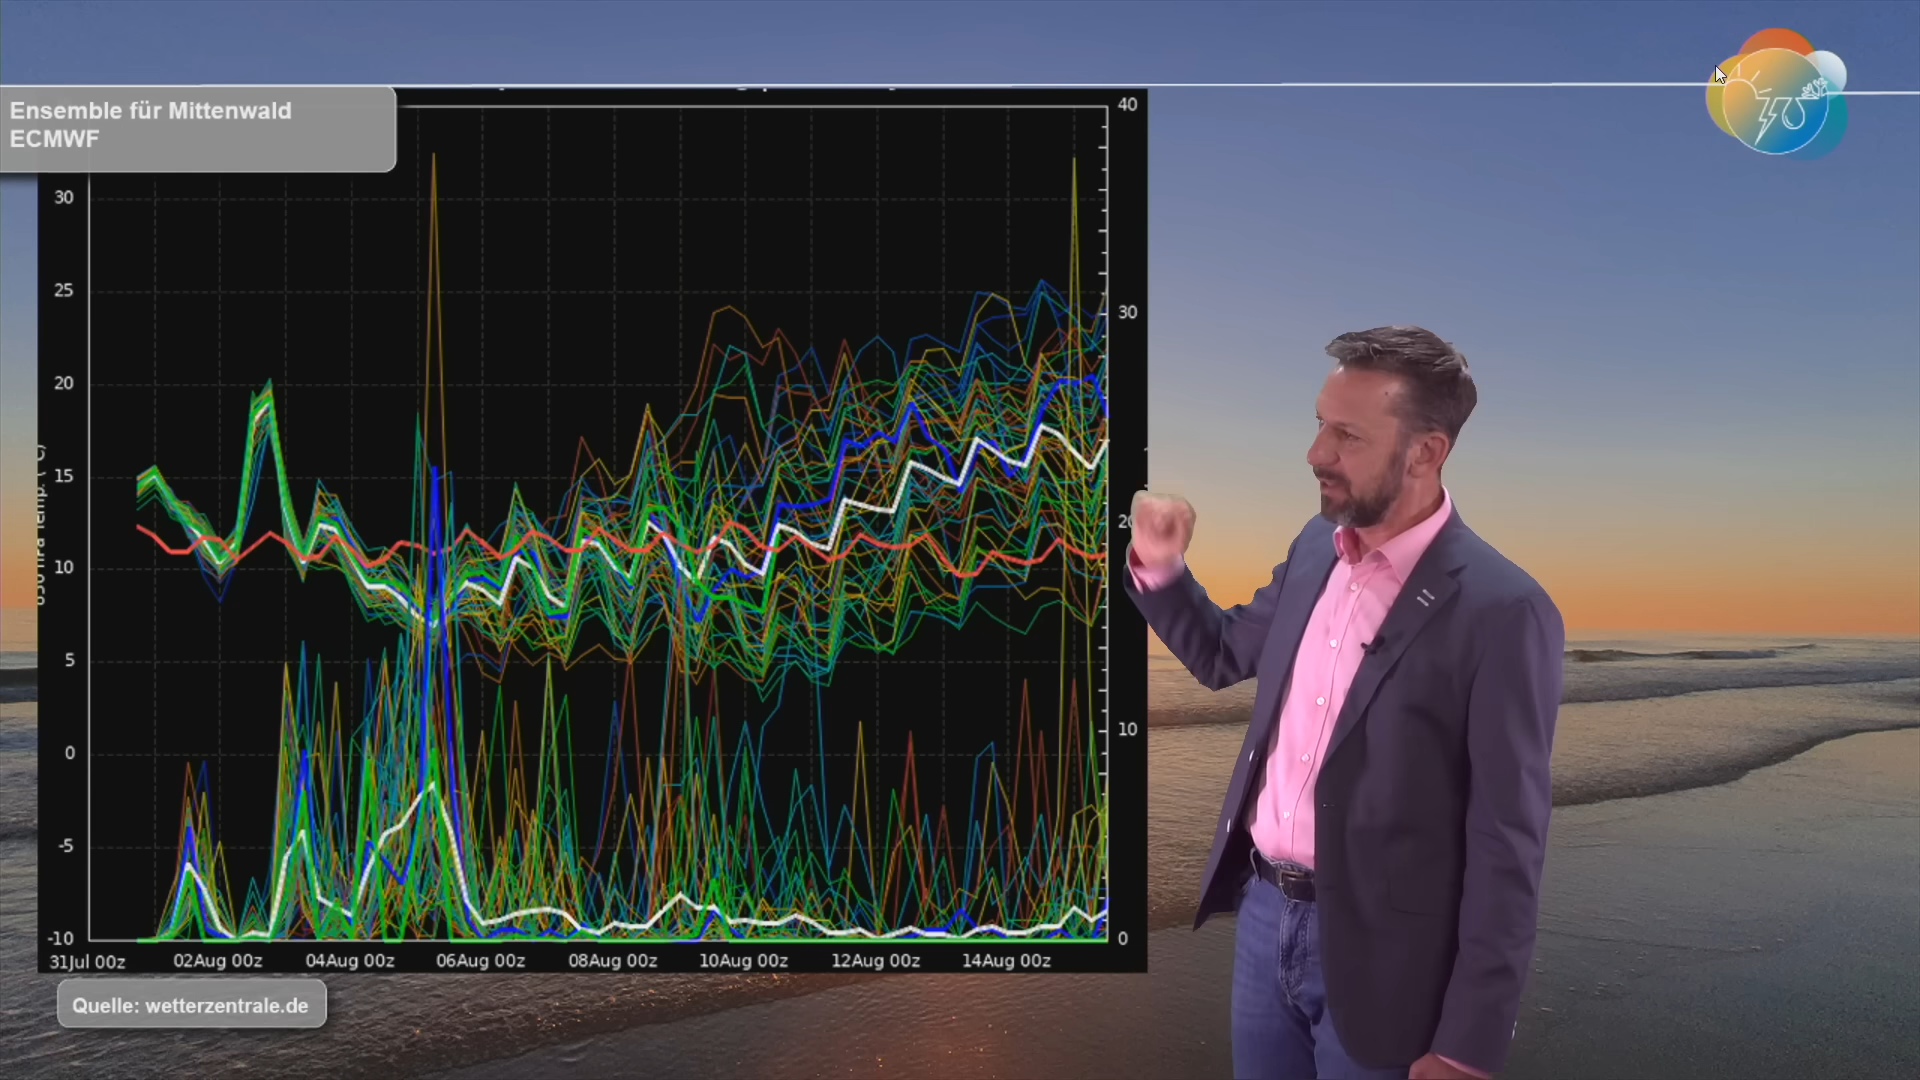 Ensemble für Mittenwald
ECMWF
40
30
25
20
15
10
5
0
-5
-10
30
10
0
31Jul 00z
02Aug 00z
04Aug 00z
06Aug 00z
08Aug 00z
10Aug 00z
12Aug 00z
14Aug 00z
Quelle: wetterzentrale.de